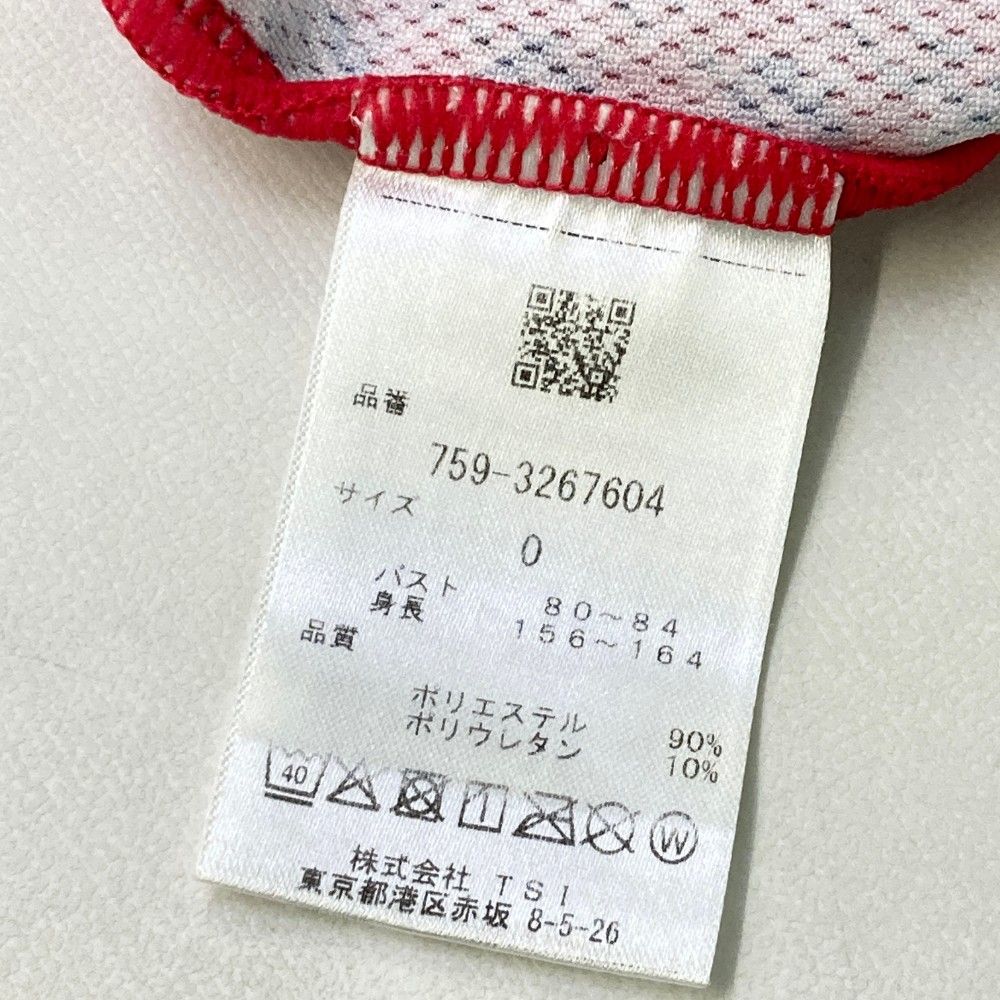 品番
759-3267604
サイズ
0
バスト 80～84
身長 156～164
品質
ポリエステル 90%
ポリウレタン 10%
40
W
株式会社 TSI
東京都港区赤坂 8-5-26